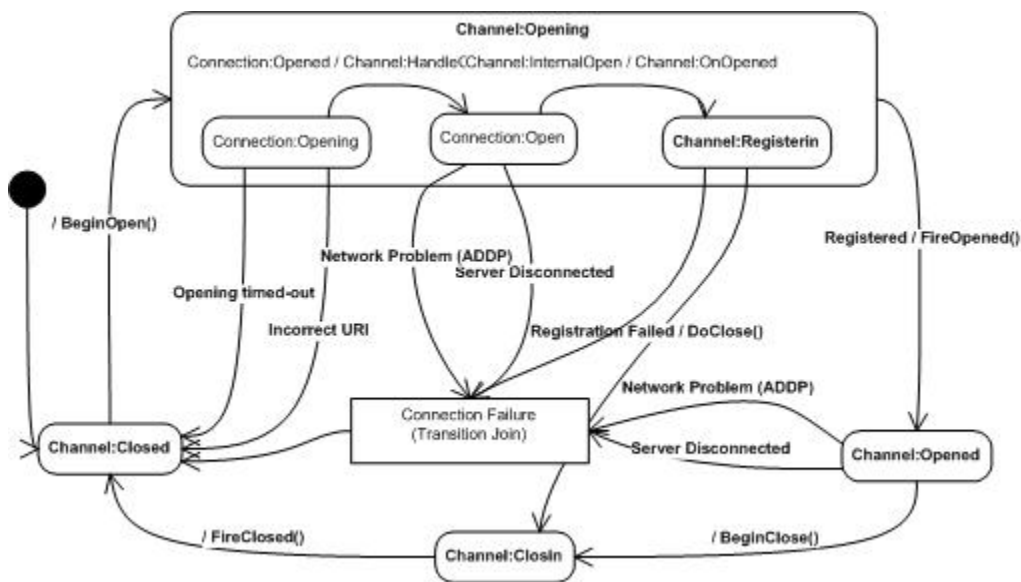 Channel:Opening
Connection:Opened / Channel:HandleO
Channel:InternalOpen / Channel:OnOpened
Connection:Opening
Connection:Open
Channel:Registerin
/ BeginOpen()
Registered / FireOpened()
Network Problem (ADDP)
Server Disconnected
Opening timed-out
Incorrect URI
Registration Failed / DoClose()
Network Problem (ADDP)
Connection Failure
(Transition Join)
Channel:Closed
Server Disconnected
Channel:Opened
/ FireClosed()
/ BeginClose()
Channel:ClosIn